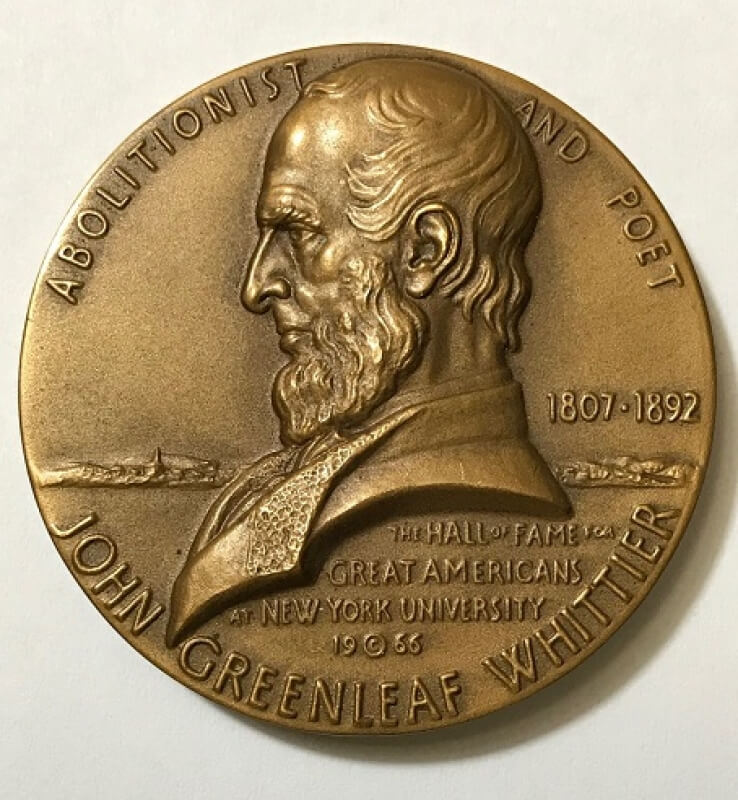 ABOLITIONIST AND POET
1807·1892
THE HALL OF FAME FOR
GREAT AMERICANS
AT NEW YORK UNIVERSITY
19 © 66
JOHN GREENLEAF WHITTIER